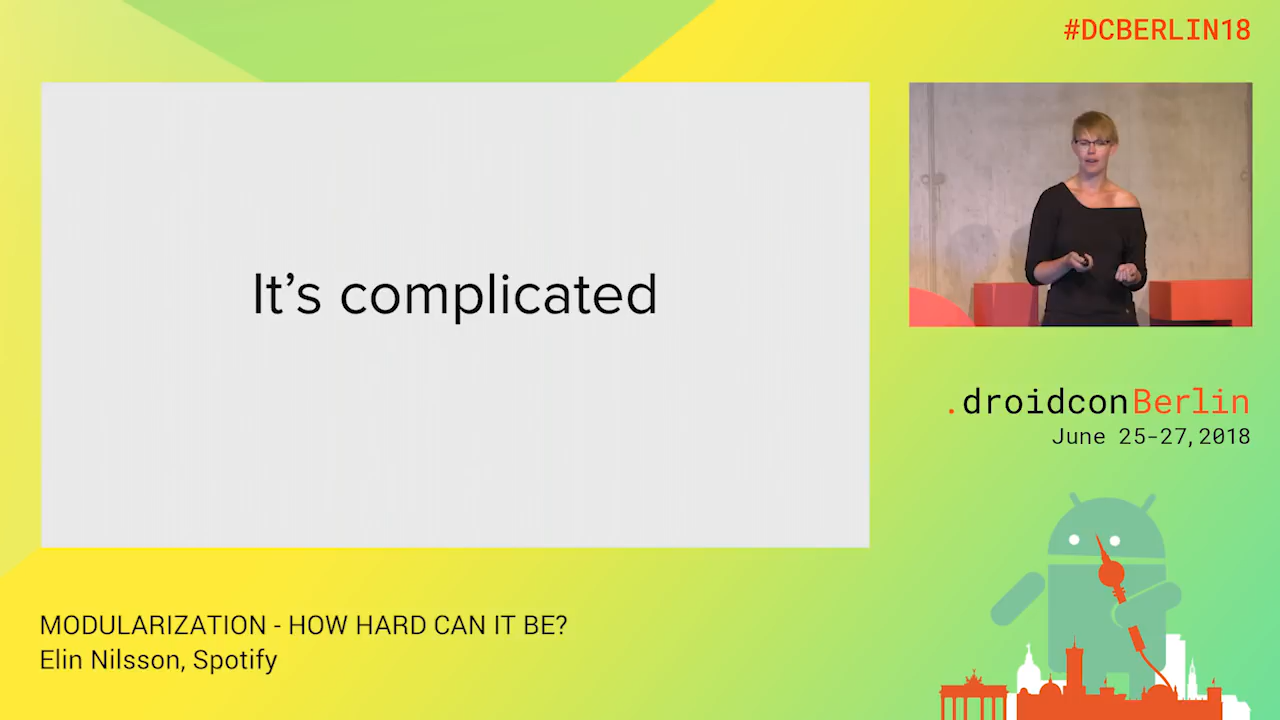 #DCBERLIN18
It's complicated
.droidconBerlin
June 25-27, 2018
MODULARIZATION - HOW HARD CAN IT BE?
Elin Nilsson, Spotify